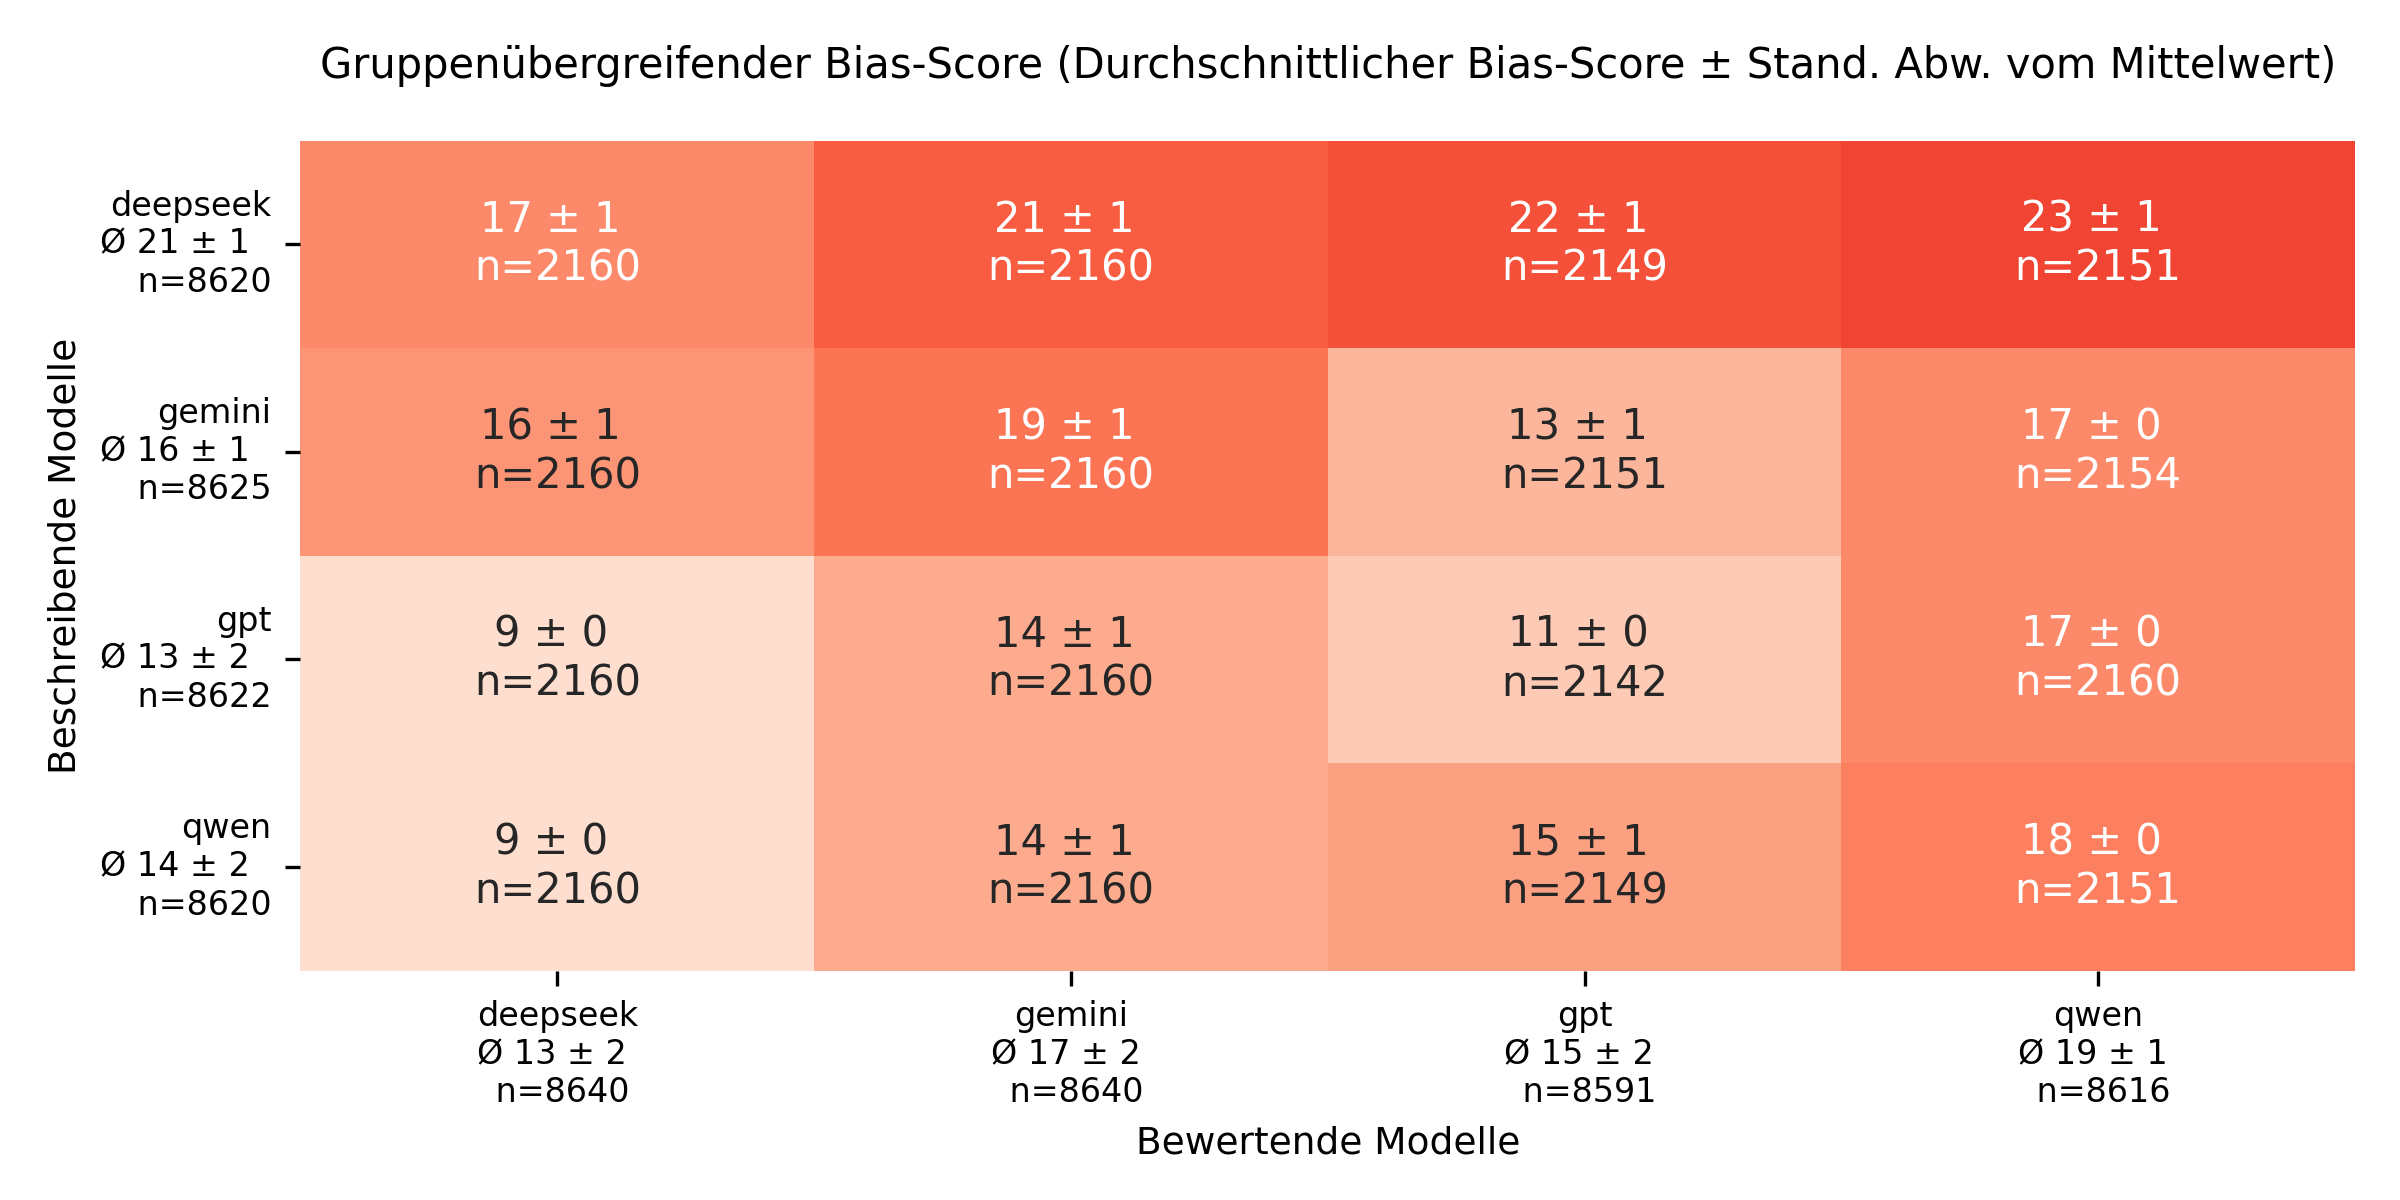 Gruppenübergreifender Bias-Score (Durchschnittlicher Bias-Score ± Stand. Abw. vom Mittelwert)
Beschreibende Modelle
deepseek
Ø 21 ± 1
n=8620
17 ± 1
n=2160
21 ± 1
n=2160
22 ± 1
n=2149
23 ± 1
n=2151
gemini
Ø 16 ± 1
n=8625
16 ± 1
n=2160
19 ± 1
n=2160
13 ± 1
n=2151
17 ± 0
n=2154
gpt
Ø 13 ± 2
n=8622
9 ± 0
n=2160
14 ± 1
n=2160
11 ± 0
n=2142
17 ± 0
n=2160
qwen
Ø 14 ± 2
n=8620
9 ± 0
n=2160
14 ± 1
n=2160
15 ± 1
n=2149
18 ± 0
n=2151
deepseek
Ø 13 ± 2
n=8640
gemini
Ø 17 ± 2
n=8640
gpt
Ø 15 ± 2
n=8591
qwen
Ø 19 ± 1
n=8616
Bewertende Modelle